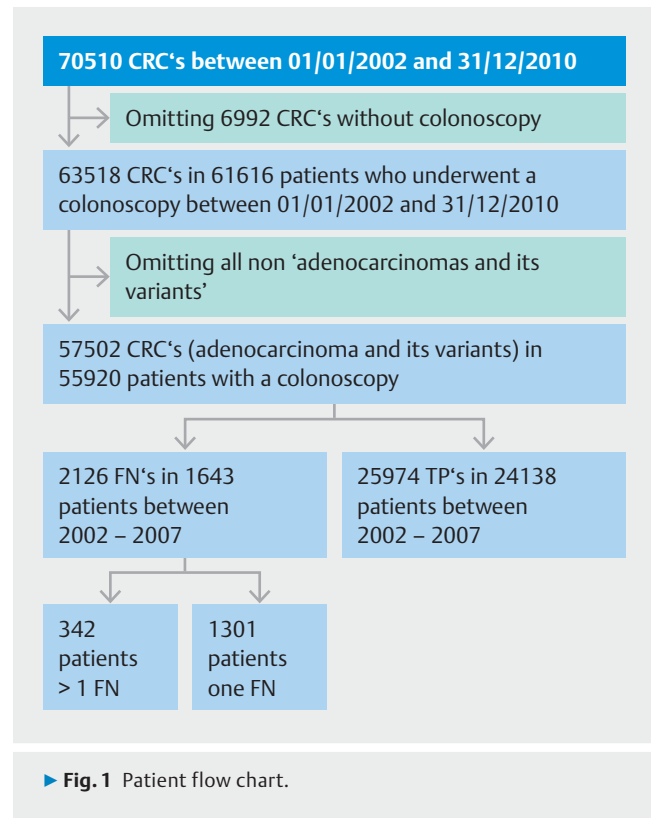 70510 CRC‘s between 01/01/2002 and 31/12/2010
Omitting 6992 CRC‘s without colonoscopy
63518 CRC‘s in 61616 patients who underwent a
colonoscopy between 01/01/2002 and 31/12/2010
Omitting all non ‘adenocarcinomas and its
variants’
57502 CRC‘s (adenocarcinoma and its variants) in
55920 patients with a colonoscopy
2126 FN‘s in 1643
patients between
2002 – 2007
25974 TP‘s in 24138
patients between
2002 – 2007
342
patients
> 1 FN
1301
patients
one FN
▶ Fig. 1 Patient flow chart.